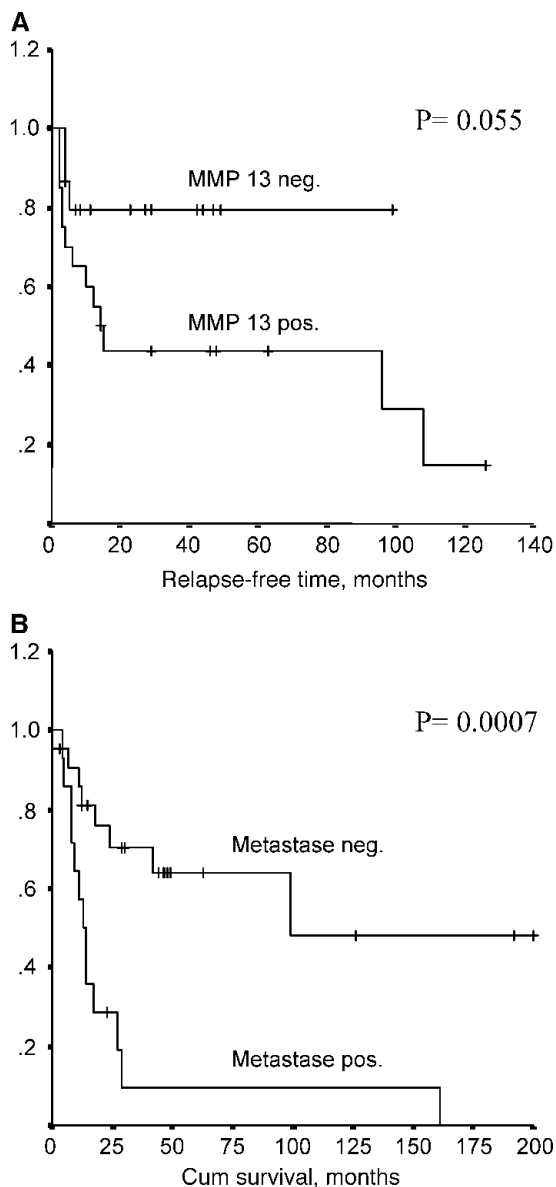 A
1.2
P= 0.055
1.0
MMP 13 neg.
.8
.6
MMP 13 pos.
.4
.2
0 20 40 60 80 100 120 140
Relapse-free time, months
B
1.2
P= 0.0007
1.0
.8
Metastase neg.
.6
.4
.2
Metastase pos.
0 25 50 75 100 125 150 175 200
Cum survival, months